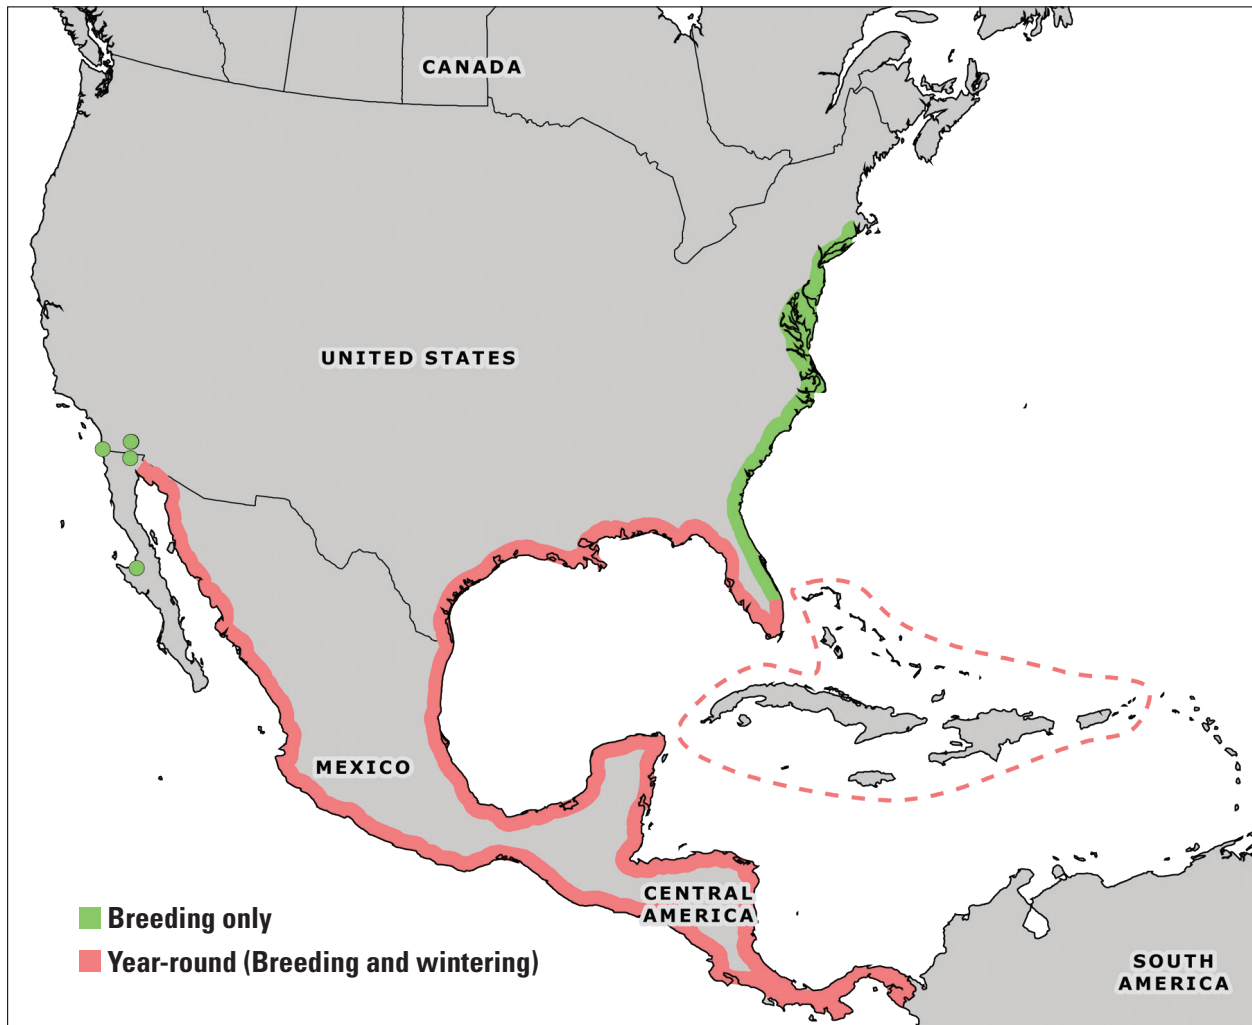 CANADA
UNITED STATES
MEXICO
CENTRAL
AMERICA
SOUTH
AMERICA
Breeding only
Year-round (Breeding and wintering)